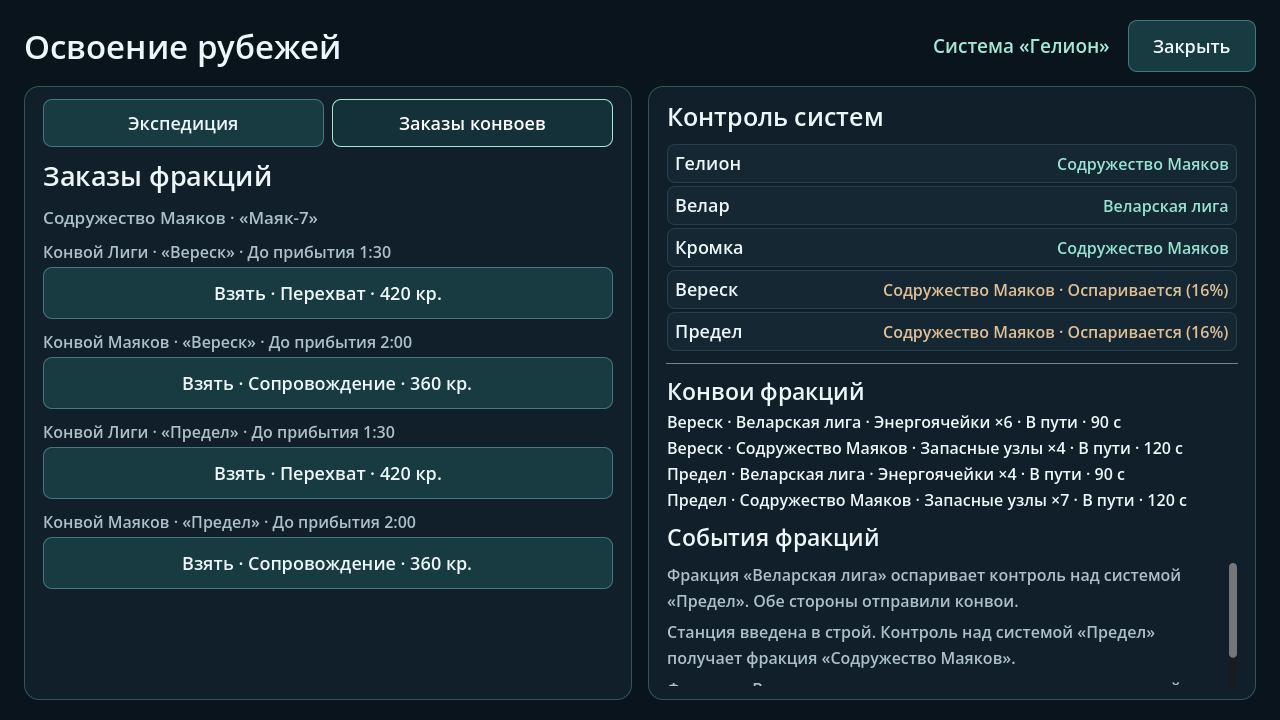 Освоение рубежей
Система «Гелион»
Закрыть
Экспедиция
Заказы конвоев
Заказы фракций
Содружество Маяков · «Маяк-7»
Конвой Лиги · «Вереск» · До прибытия 1:30
Взять · Перехват · 420 кр.
Конвой Маяков · «Вереск» · До прибытия 2:00
Взять · Сопровождение · 360 кр.
Конвой Лиги · «Предел» · До прибытия 1:30
Взять · Перехват · 420 кр.
Конвой Маяков · «Предел» · До прибытия 2:00
Взять · Сопровождение · 360 кр.
Контроль систем
Гелион Содружество Маяков
Велар Веларская лига
Кромка Содружество Маяков
Вереск Содружество Маяков · Оспаривается (16%)
Предел Содружество Маяков · Оспаривается (16%)
Конвои фракций
Вереск · Веларская лига · Энергоячейки ×6 · В пути · 90 с
Вереск · Содружество Маяков · Запасные узлы ×4 · В пути · 120 с
Предел · Веларская лига · Энергоячейки ×4 · В пути · 90 с
Предел · Содружество Маяков · Запасные узлы ×7 · В пути · 120 с
События фракций
Фракция «Веларская лига» оспаривает контроль над системой
«Предел». Обе стороны отправили конвои.
Станция введена в строй. Контроль над системой «Предел»
получает фракция «Содружество Маяков».